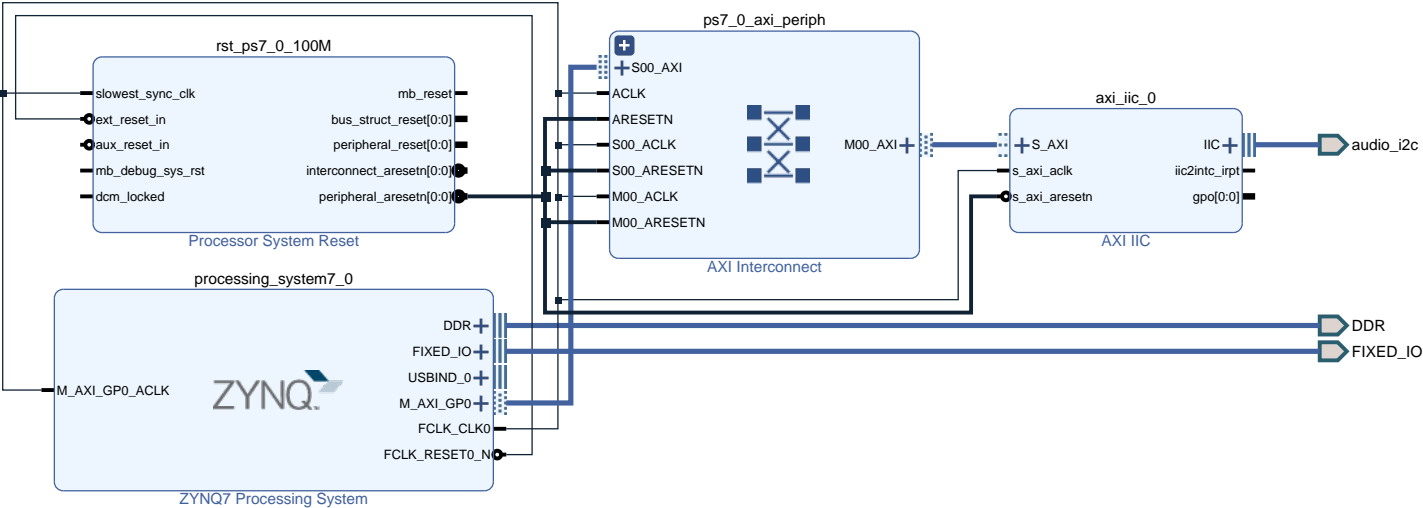 rst_ps7_0_100M
slowest_sync_clk
ext_reset_in
aux_reset_in
mb_debug_sys_rst
dcm_locked
mb_reset
bus_struct_reset[0:0]
peripheral_reset[0:0]
interconnect_aresetn[0:0]
peripheral_aresetn[0:0]
Processor System Reset
ps7_0_axi_periph
S00_AXI
ACLK
ARESETN
S00_ACLK
S00_ARESETN
M00_ACLK
M00_ARESETN
M00_AXI
AXI Interconnect
axi_iic_0
S_AXI
s_axi_aclk
s_axi_aresetn
IIC
iic2intc_irpt
gpo[0:0]
AXI IIC
audio_i2c
processing_system7_0
M_AXI_GP0_ACLK
ZYNQ
DDR
FIXED_IO
USBIND_0
M_AXI_GP0
FCLK_CLK0
FCLK_RESET0_N
ZYNQ7 Processing System
DDR
FIXED_IO